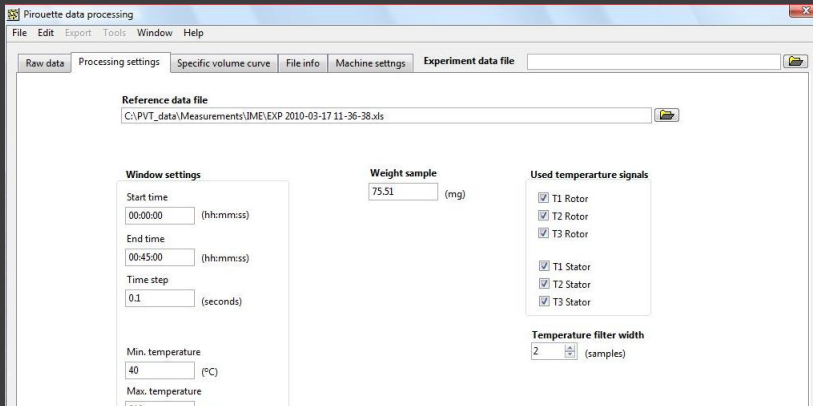 Pirouette data processing
File Edit Export Tools Window Help
Raw data Processing settings Specific volume curve File info Machine settngs Experiment data file
Reference data file
C:\PVT_data\Measurements\IME\EXP 2010-03-17 11-36-38.xls
Window settings
Start time
00:00:00 (hh:mm:ss)
End time
00:45:00 (hh:mm:ss)
Time step
0.1 (seconds)
Min. temperature
40 (ºC)
Max. temperature
Weight sample
75.51 (mg)
Used temperarture signals
T1 Rotor
T2 Rotor
T3 Rotor
T1 Stator
T2 Stator
T3 Stator
Temperature filter width
2 (samples)